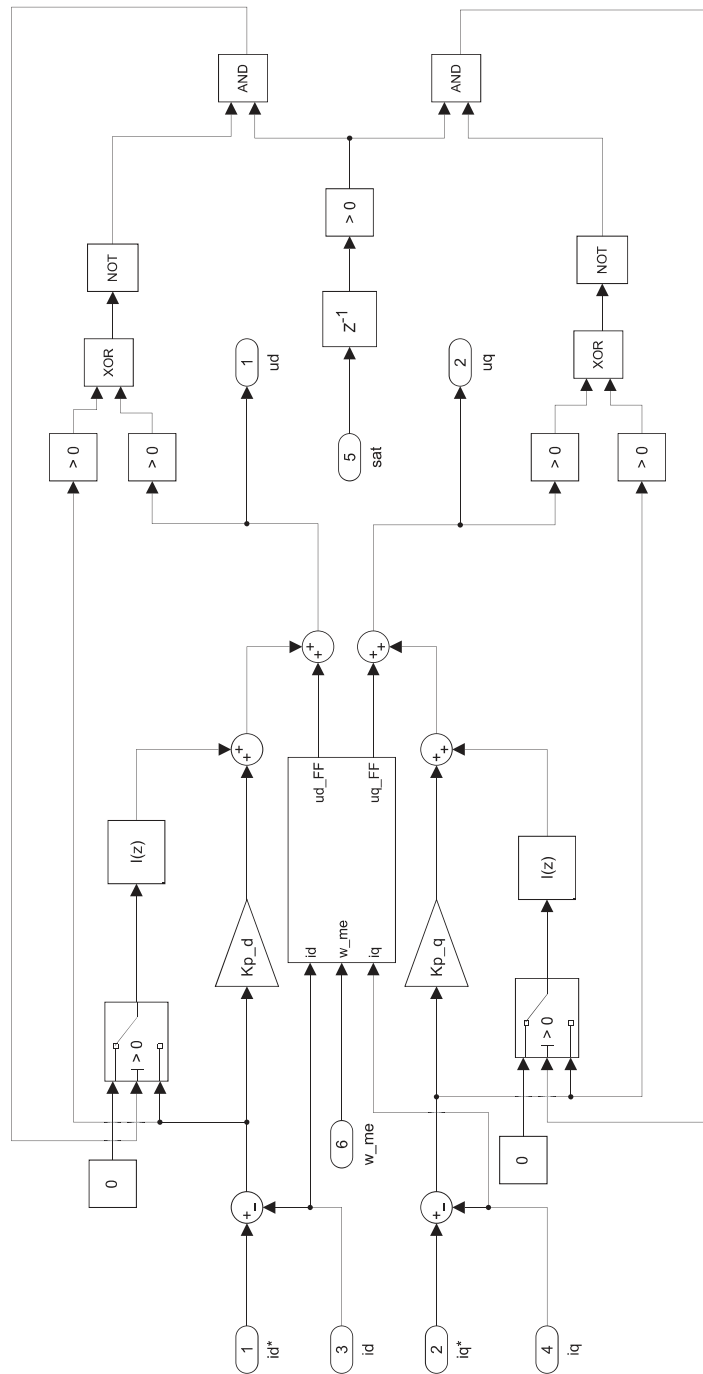 > 0
0
> 0
I(z)
> 0
XOR
NOT
AND
1
id*
+
-
Kp_d
+
+
1
ud
3
id
id
w_me
iq
ud_FF
uq_FF
+
+
6
w_me
5
sat
Z-1
> 0
+
+
2
iq*
+
-
Kp_q
+
+
2
uq
AND
4
iq
0
> 0
I(z)
> 0
> 0
XOR
NOT